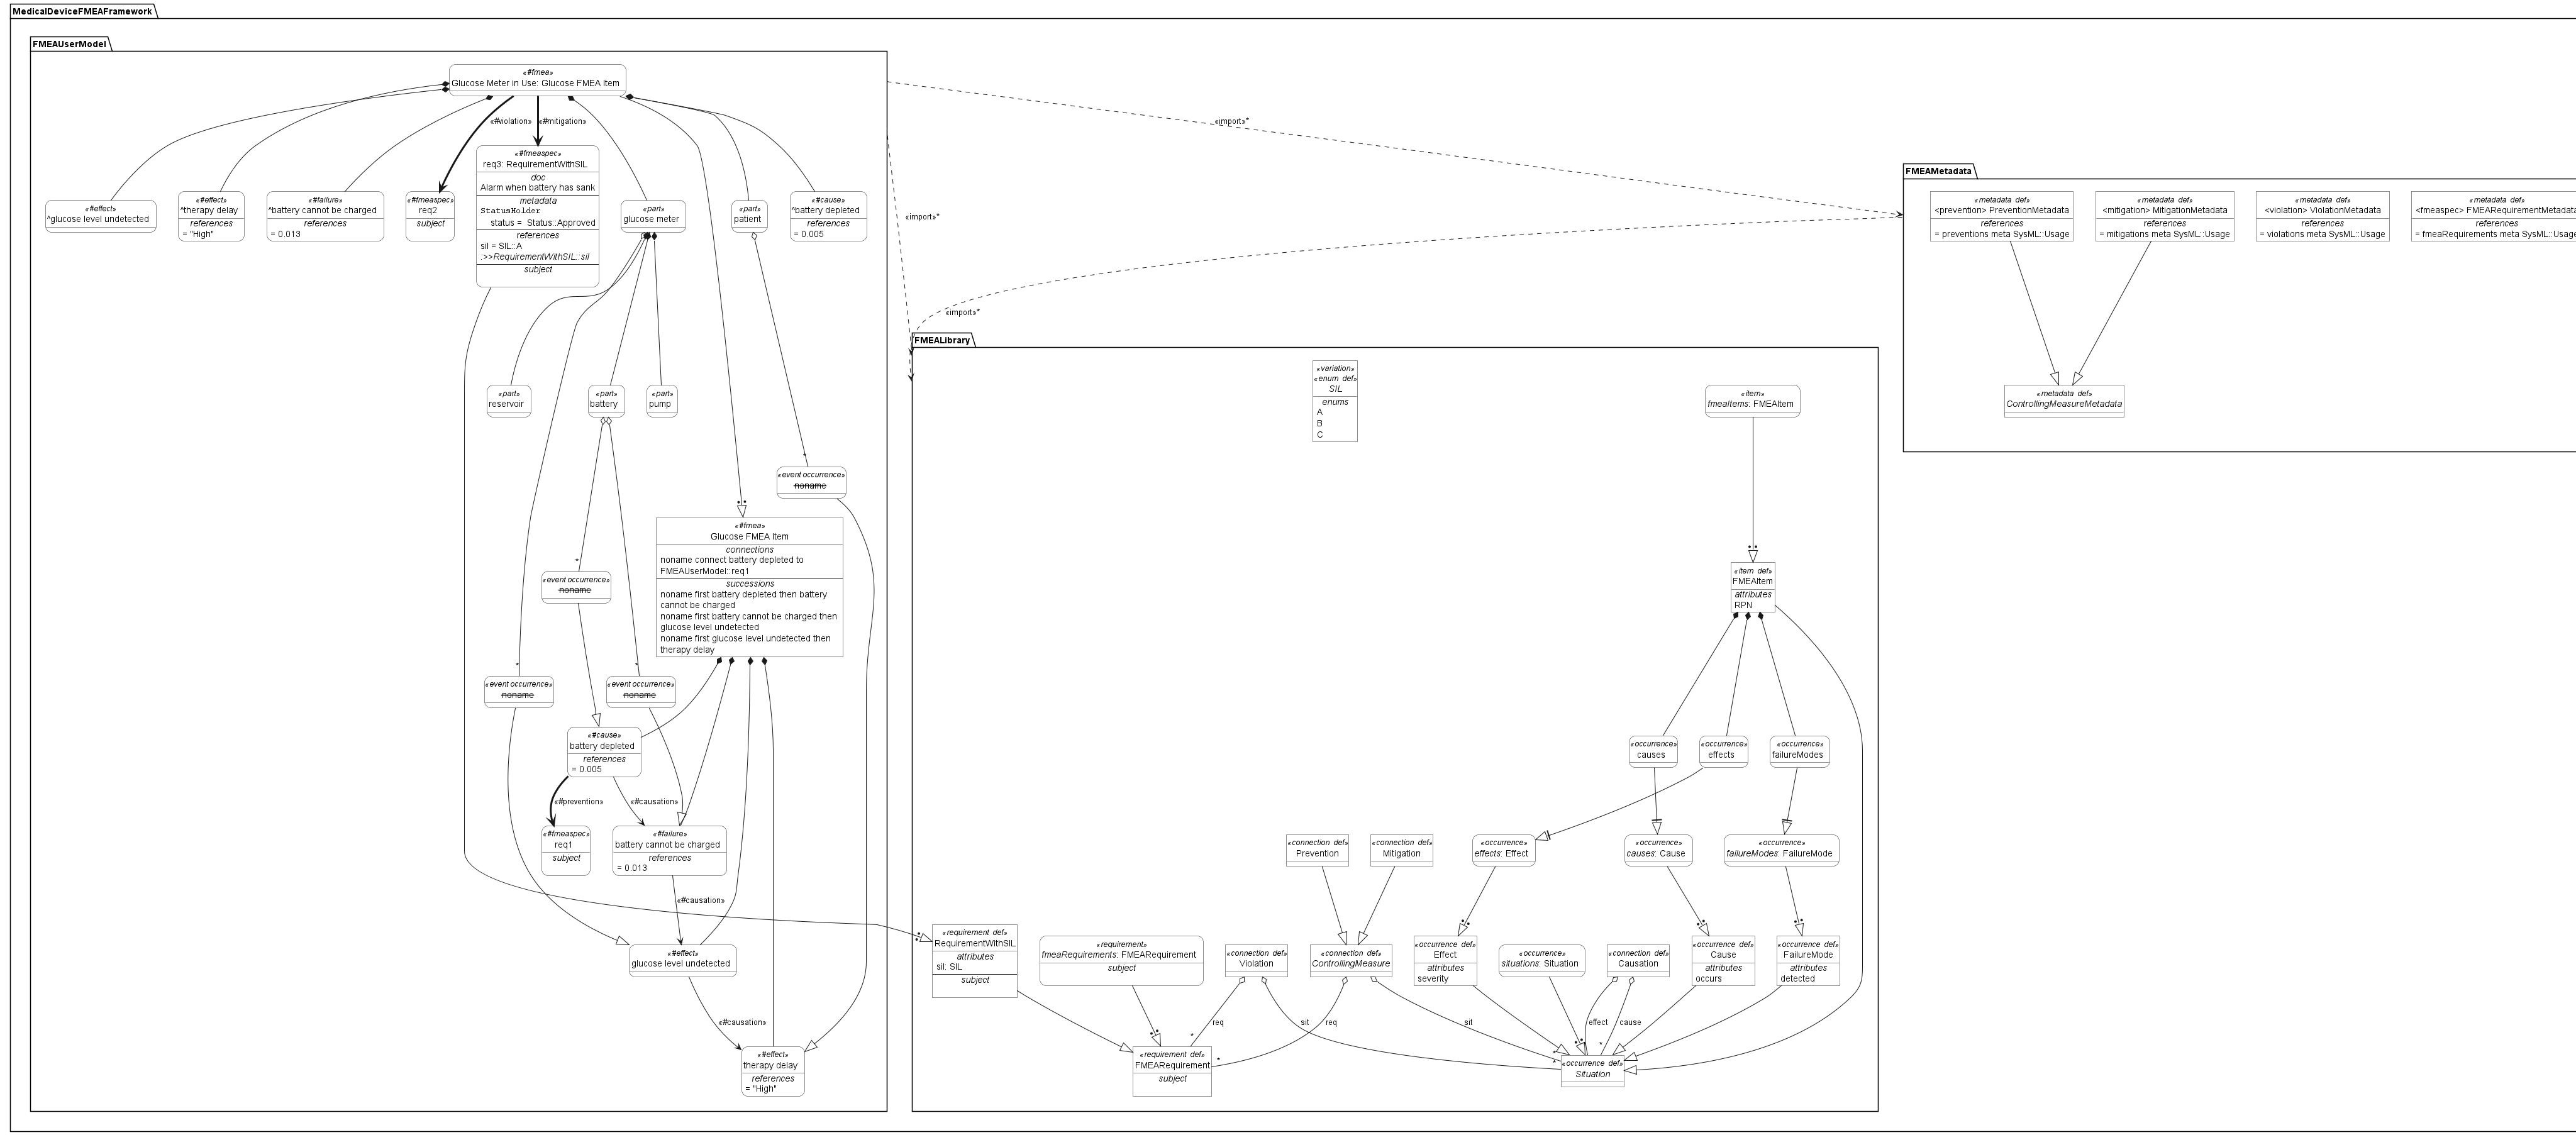 MedicalDeviceFMEAFramework
FMEAUserModel
«#fmea»
Glucose Meter in Use: Glucose FMEA Item
«#violation»
«#mitigation»
«#effect»
^glucose level undetected
«#effect»
^therapy delay
references
= "High"
«#failure»
^battery cannot be charged
references
= 0.013
«#fmeaspec»
req2
subject
«#fmeaspec»
req3: RequirementWithSIL
doc
Alarm when battery has sank
metadata
StatusHolder
status = Status::Approved
references
sil = SIL::A
:>>RequirementWithSIL::sil
subject
«part»
glucose meter
«part»
patient
«#cause»
^battery depleted
references
= 0.005
«part»
reservoir
«part»
battery
«part»
pump
*
«event occurrence»
noname
*
«event occurrence»
noname
«#fmea»
Glucose FMEA Item
connections
noname connect battery depleted to
FMEAUserModel::req1
successions
noname first battery depleted then battery
cannot be charged
noname first battery cannot be charged then
glucose level undetected
noname first glucose level undetected then
therapy delay
*
«event occurrence»
noname
*
«event occurrence»
noname
«#cause»
battery depleted
references
= 0.005
«#prevention»
«#causation»
«#fmeaspec»
req1
subject
«#failure»
battery cannot be charged
references
= 0.013
«#causation»
«#effect»
glucose level undetected
«#causation»
«#effect»
therapy delay
references
= "High"
«import»*
«import»*
«import»*
FMEAMetadata
«metadata def»
<prevention> PreventionMetadata
references
= preventions meta SysML::Usage
«metadata def»
<mitigation> MitigationMetadata
references
= mitigations meta SysML::Usage
«metadata def»
<violation> ViolationMetadata
references
= violations meta SysML::Usage
«metadata def»
<fmeaspec> FMEARequirementMetadata
references
= fmeaRequirements meta SysML::Usage
«metadata def»
ControllingMeasureMetadata
FMEALibrary
«variation»
«enum def»
SIL
enums
A
B
C
«item»
fmeaItems: FMEAItem
«item def»
FMEAItem
attributes
RPN
«occurrence»
causes
«occurrence»
effects
«occurrence»
failureModes
«connection def»
Prevention
«connection def»
Mitigation
«occurrence»
effects: Effect
«occurrence»
causes: Cause
«occurrence»
failureModes: FailureMode
«requirement def»
RequirementWithSIL
attributes
sil: SIL
subject
«requirement»
fmeaRequirements: FMEARequirement
subject
«connection def»
Violation
«connection def»
ControllingMeasure
«occurrence def»
Effect
attributes
severity
«occurrence»
situations: Situation
«connection def»
Causation
«occurrence def»
Cause
attributes
occurs
«occurrence def»
FailureMode
attributes
detected
req
sit
req
sit
effect
cause
*
*
*
*
*
«requirement def»
FMEARequirement
subject
«occurrence def»
Situation